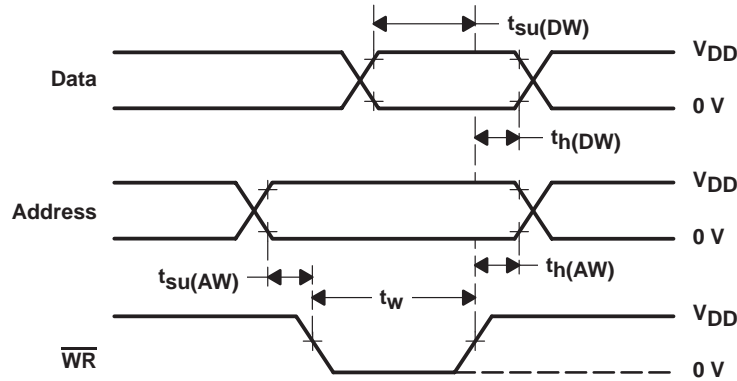 tsu(DW)
VDD
Data
0 V
th(DW)
VDD
Address
0 V
tsu(AW)
th(AW)
tw
VDD
WR
0 V